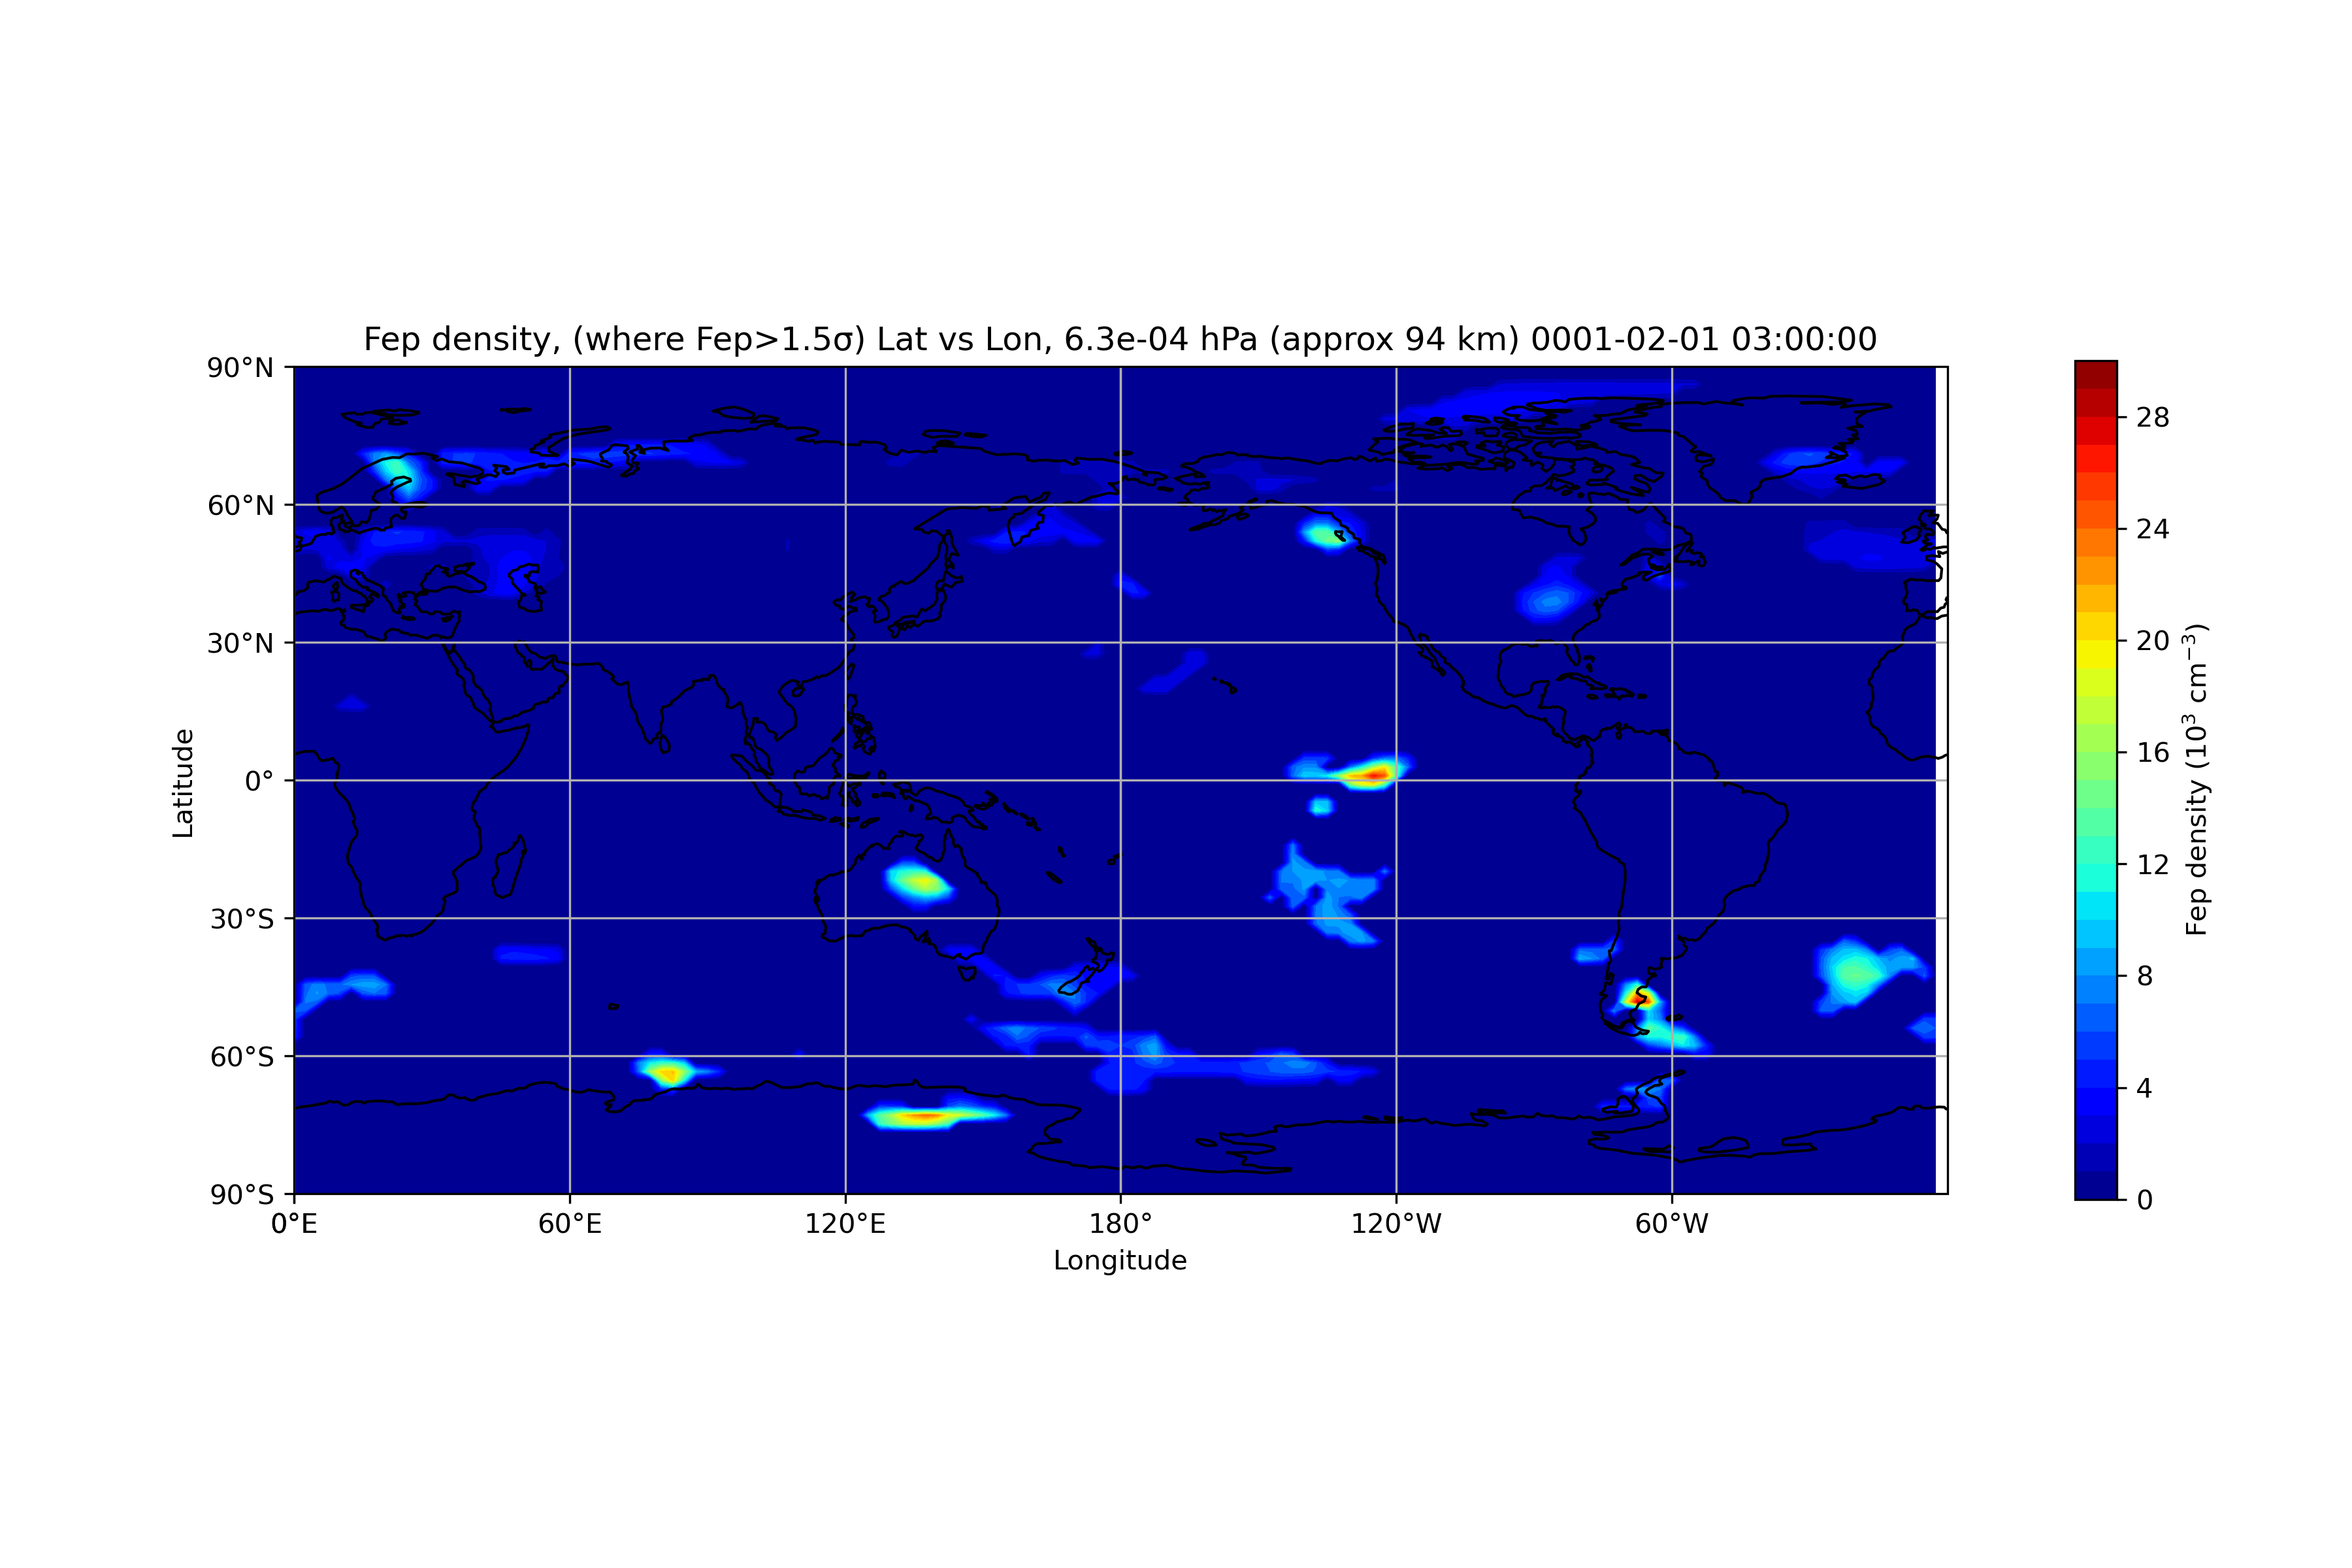 Fep density, (where Fep>1.5σ) Lat vs Lon, 6.3e-04 hPa (approx 94 km) 0001-02-01 03:00:00
90°N
60°N
30°N
0°
30°S
60°S
90°S
Latitude
0°E
60°E
120°E
180°
120°W
60°W
Longitude
28
24
20
16
12
8
4
0
Fep density (10³ cm⁻³)